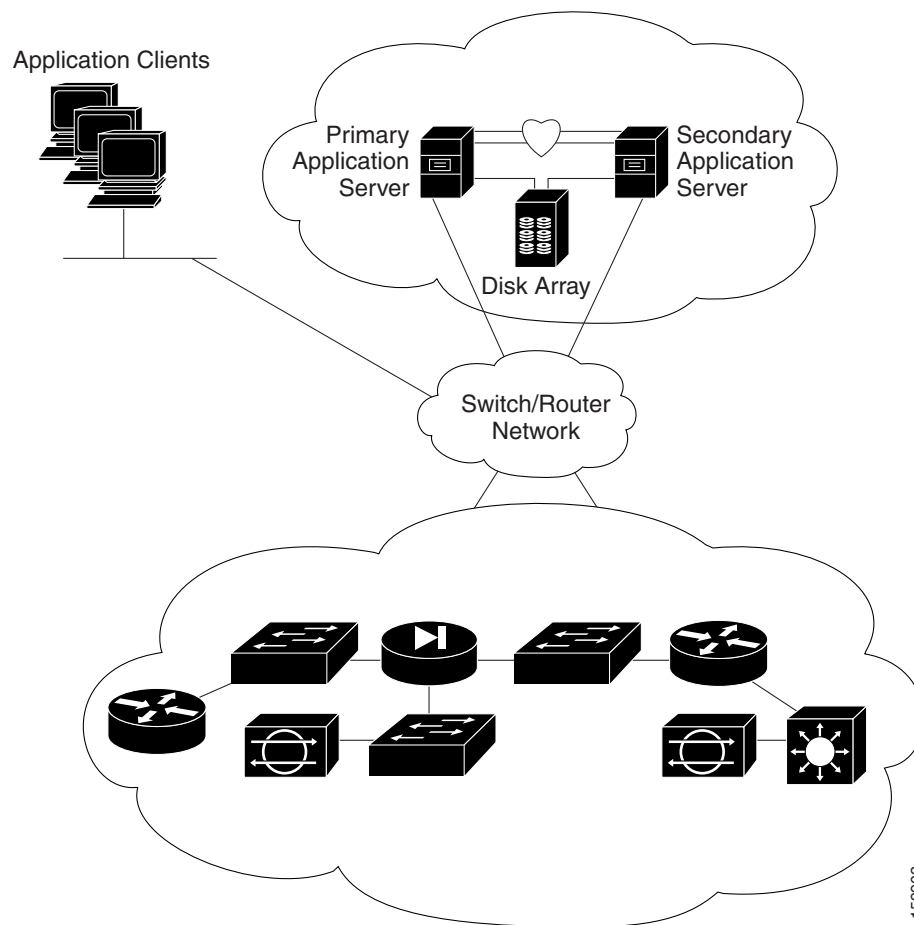 Application Clients
Primary
Application
Server
Secondary
Application
Server
Disk Array
Switch/Router
Network